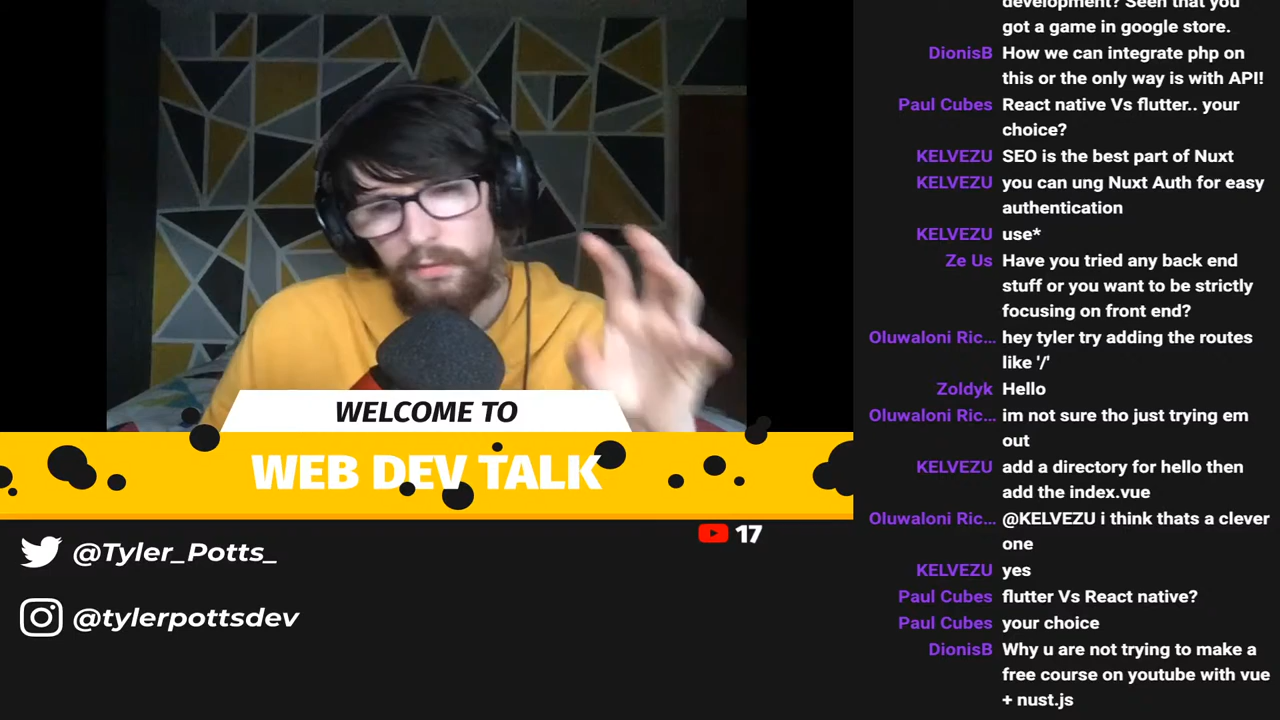 WELCOME TO
WEB DEV TALK
17
@Tyler_Potts_
@tylerpottsdev
development? Seen that you
got a game in google store.
DionisB How we can integrate php on
this or the only way is with API!
Paul Cubes React native Vs flutter.. your
choice?
KELVEZU SEO is the best part of Nuxt
KELVEZU you can ung Nuxt Auth for easy
authentication
KELVEZU use*
Ze Us Have you tried any back end
stuff or you want to be strictly
focusing on front end?
Oluwaloni Ric... hey tyler try adding the routes
like '/'
Zoldyk Hello
Oluwaloni Ric... im not sure tho just trying em
out
KELVEZU add a directory for hello then
add the index.vue
Oluwaloni Ric... @KELVEZU i think thats a clever
one
KELVEZU yes
Paul Cubes flutter Vs React native?
Paul Cubes your choice
DionisB Why u are not trying to make a
free course on youtube with vue
+ nust.js